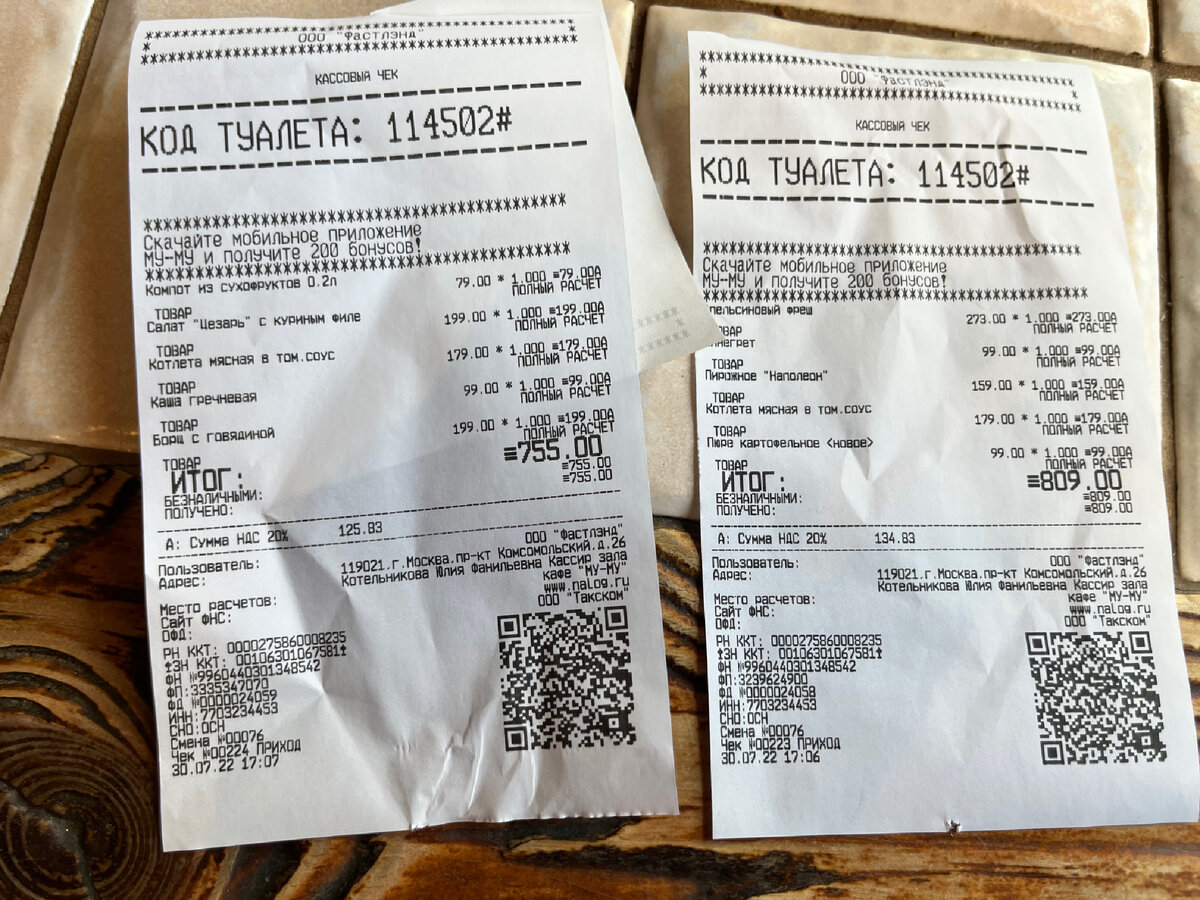 ООО "Фастлэнд"
КАССОВЫЙ ЧЕК
КОД ТУАЛЕТА: 114502#
Скачайте мобильное приложение
МУ-МУ и получите 200 бонусов!
Компот из сухофруктов 0.2л
79.00 * 1.000 ≡79.00А
ПОЛНЫЙ РАСЧЕТ
ТОВАР
Салат "Цезарь" с куриным филе
199.00 * 1.000 ≡199.00А
ПОЛНЫЙ РАСЧЕТ
ТОВАР
Котлета мясная в том.соус
179.00 * 1.000 ≡179.00А
ПОЛНЫЙ РАСЧЕТ
ТОВАР
Каша гречневая
99.00 * 1.000 ≡99.00А
ПОЛНЫЙ РАСЧЕТ
ТОВАР
Борщ с говядиной
199.00 * 1.000 ≡199.00А
ПОЛНЫЙ РАСЧЕТ
ТОВАР
ИТОГ: ≡755.00
БЕЗНАЛИЧНЫМИ: ≡755.00
ПОЛУЧЕНО: ≡755.00
А: Сумма НДС 20% 125.83
Пользователь: ООО "Фастлэнд"
Адрес: 119021.г.Москва.пр-кт Комсомольский.д.26
Котельникова Юлия Фанильевна Кассир зала
Место расчетов: кафе "МУ-МУ"
Сайт ФНС: www.nalog.ru
ОФД: ООО "Такском"
РН ККТ: 0000275860008235
ЗН ККТ: 00106301067581
ФН №9960440301348542
ФП:3335347070
ФД №0000024059
ИНН:7703234453
СНО:ОСН
Смена №00076
Чек №00224 ПРИХОД
30.07.22 17:07
ООО "Фастлэнд"
КАССОВЫЙ ЧЕК
КОД ТУАЛЕТА: 114502#
Скачайте мобильное приложение
МУ-МУ и получите 200 бонусов!
пельсиновый фреш
273.00 * 1.000 ≡273.00А
ПОЛНЫЙ РАСЧЕТ
ВАР
негрет
99.00 * 1.000 ≡99.00А
ПОЛНЫЙ РАСЧЕТ
ТОВАР
Пирожное "Наполеон"
159.00 * 1.000 ≡159.00А
ПОЛНЫЙ РАСЧЕТ
ТОВАР
Котлета мясная в том.соус
179.00 * 1.000 ≡179.00А
ПОЛНЫЙ РАСЧЕТ
ТОВАР
Пюре картофельное <новое>
99.00 * 1.000 ≡99.00А
ПОЛНЫЙ РАСЧЕТ
ТОВАР
ИТОГ: ≡809.00
БЕЗНАЛИЧНЫМИ: ≡809.00
ПОЛУЧЕНО: ≡809.00
А: Сумма НДС 20% 134.83
Пользователь: ООО "Фастлэнд"
Адрес: 119021.г.Москва.пр-кт Комсомольский.д.26
Котельникова Юлия Фанильевна Кассир зала
Место расчетов: кафе "МУ-МУ"
Сайт ФНС: www.nalog.ru
ОФД: ООО "Такском"
РН ККТ: 0000275860008235
ЗН ККТ: 00106301067581
ФН №9960440301348542
ФП:3239624900
ФД №0000024058
ИНН:7703234453
СНО:ОСН
Смена №00076
Чек №00223 ПРИХОД
30.07.22 17:06